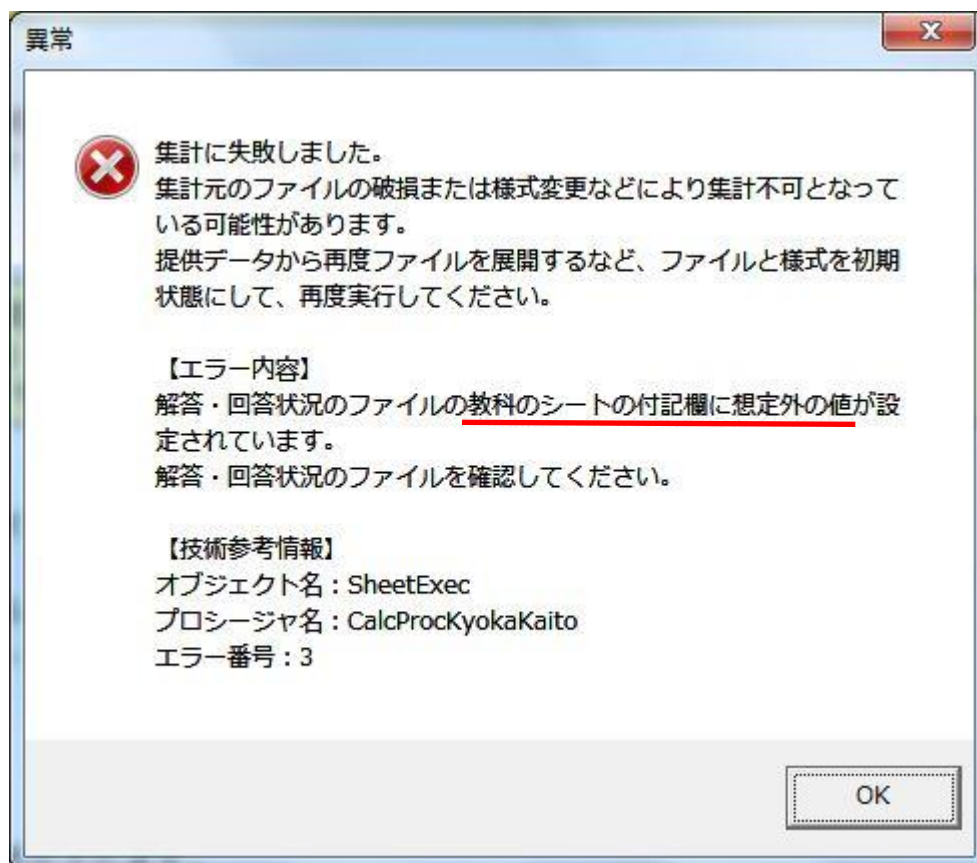 異常
集計に失敗しました。
集計元のファイルの破損または様式変更などにより集計不可となって
いる可能性があります。
提供データから再度ファイルを展開するなど、ファイルと様式を初期
状態にして、再度実行してください。
【エラー内容】
解答・回答状況のファイルの教科のシートの付記欄に想定外の値が設
定されています。
解答・回答状況のファイルを確認してください。
【技術参考情報】
オブジェクト名：SheetExec
プロシージャ名：CalcProcKyokaKaito
エラー番号：3
OK